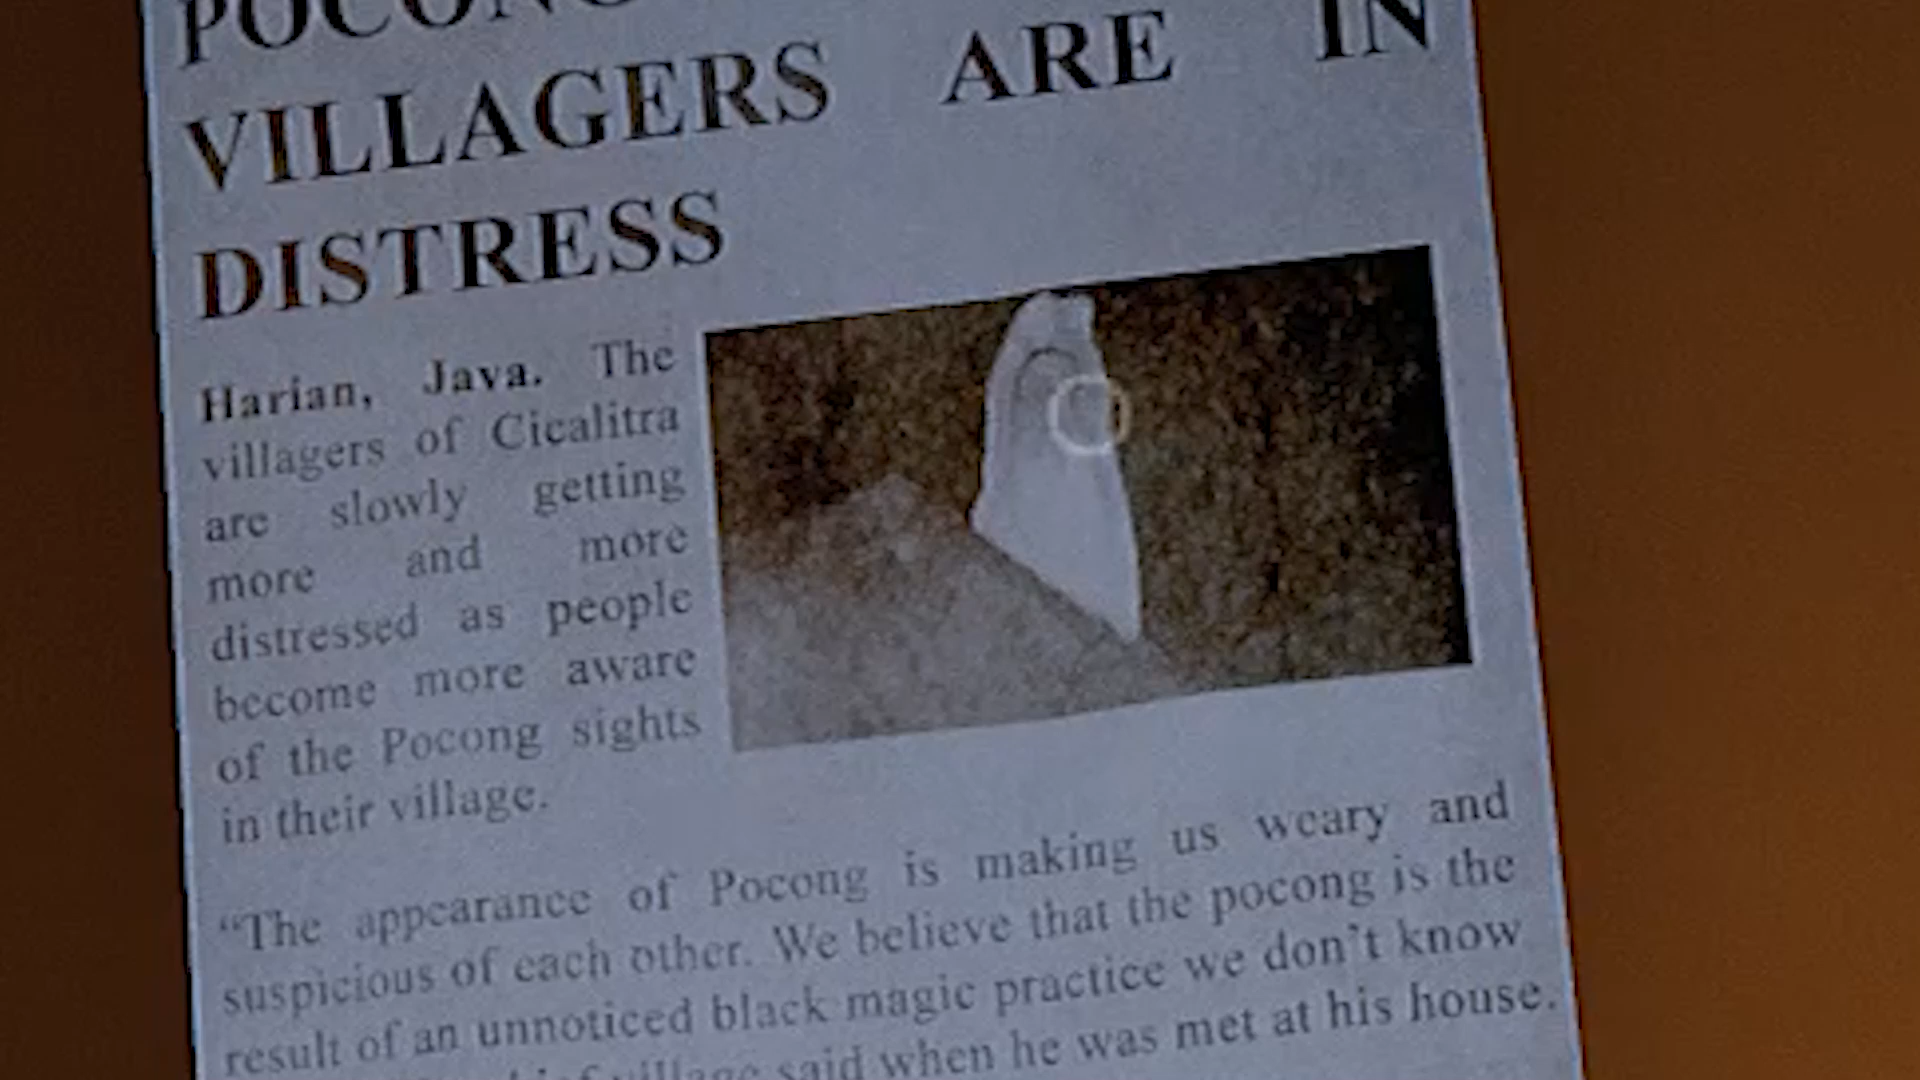 POCONG
VILLAGERS ARE IN
DISTRESS
Harian, Java. The
villagers of Cicalitra
are slowly getting
more and more
distressed as people
become more aware
of the Pocong sights
in their village.
“The appearance of Pocong is making us weary and
suspicious of each other. We believe that the pocong is the
result of an unnoticed black magic practice we don’t know
village said when he was met at his house.